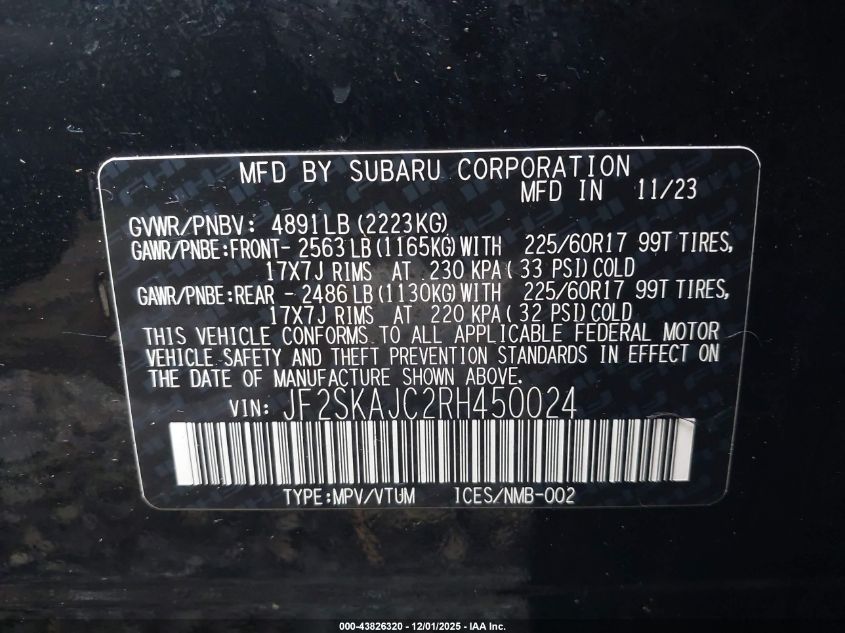 MFD BY SUBARU CORPORATION
MFD IN 11/23
GVWR/PNBV: 4891LB (2223KG)
GAWR/PNBE:FRONT- 2563LB (1165KG)WITH 225/60R17 99T TIRES,
17X7J RIMS AT 230 KPA( 33 PSI)COLD
GAWR/PNBE:REAR - 2486LB (1130KG)WITH 225/60R17 99T TIRES,
17X7J RIMS AT 220 KPA( 32 PSI)COLD
THIS VEHICLE CONFORMS TO ALL APPLICABLE FEDERAL MOTOR
VEHICLE SAFETY AND THEFT PREVENTION STANDARDS IN EFFECT ON
THE DATE OF MANUFACTURE SHOWN ABOVE.
VIN: JF2SKAJC2RH450024
TYPE:MPV/VTUM ICES/NMB-002
000-43826320 - 12/01/2025 - IAA Inc.